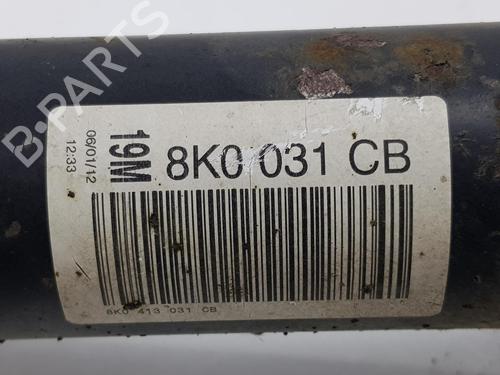 B-PARTS
06/01/12
12:33
19M
8K0 031 CB
8K0 413 031 CB